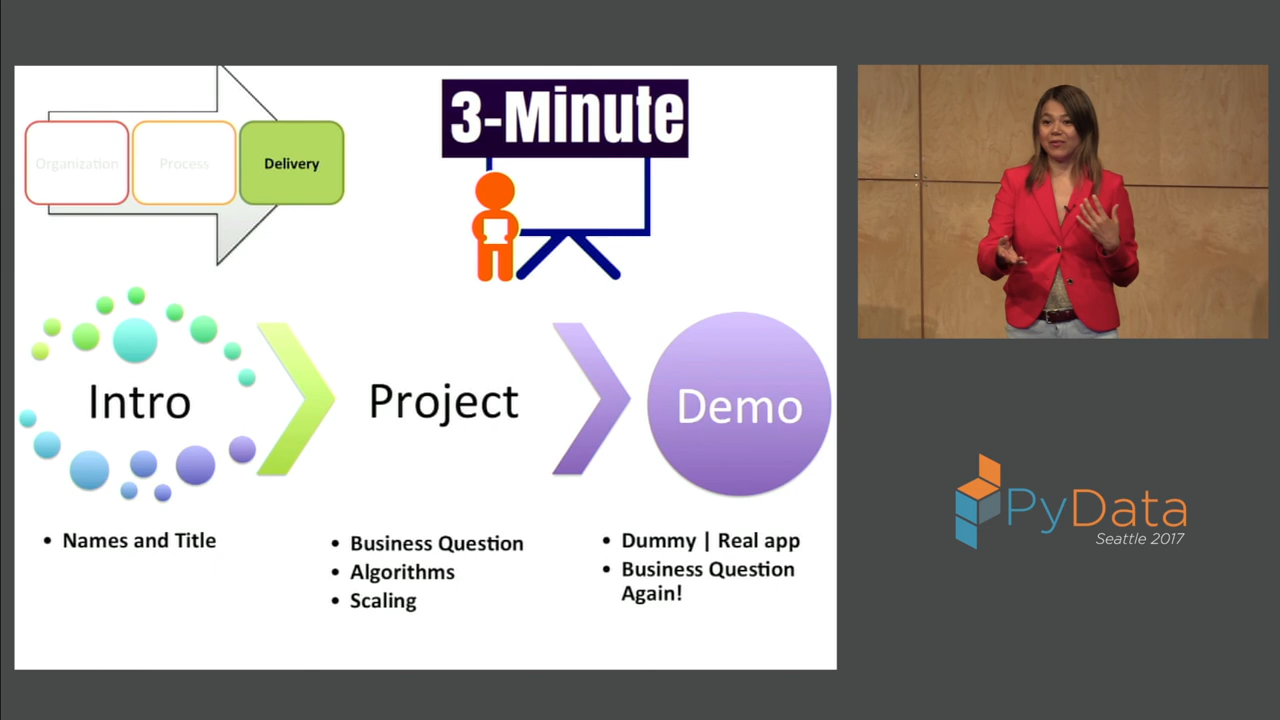 Organization
Process
Delivery
3-Minute
Intro
Project
Demo
• Names and Title
• Business Question
• Algorithms
• Scaling
• Dummy | Real app
• Business Question
Again!
PyData
Seattle 2017